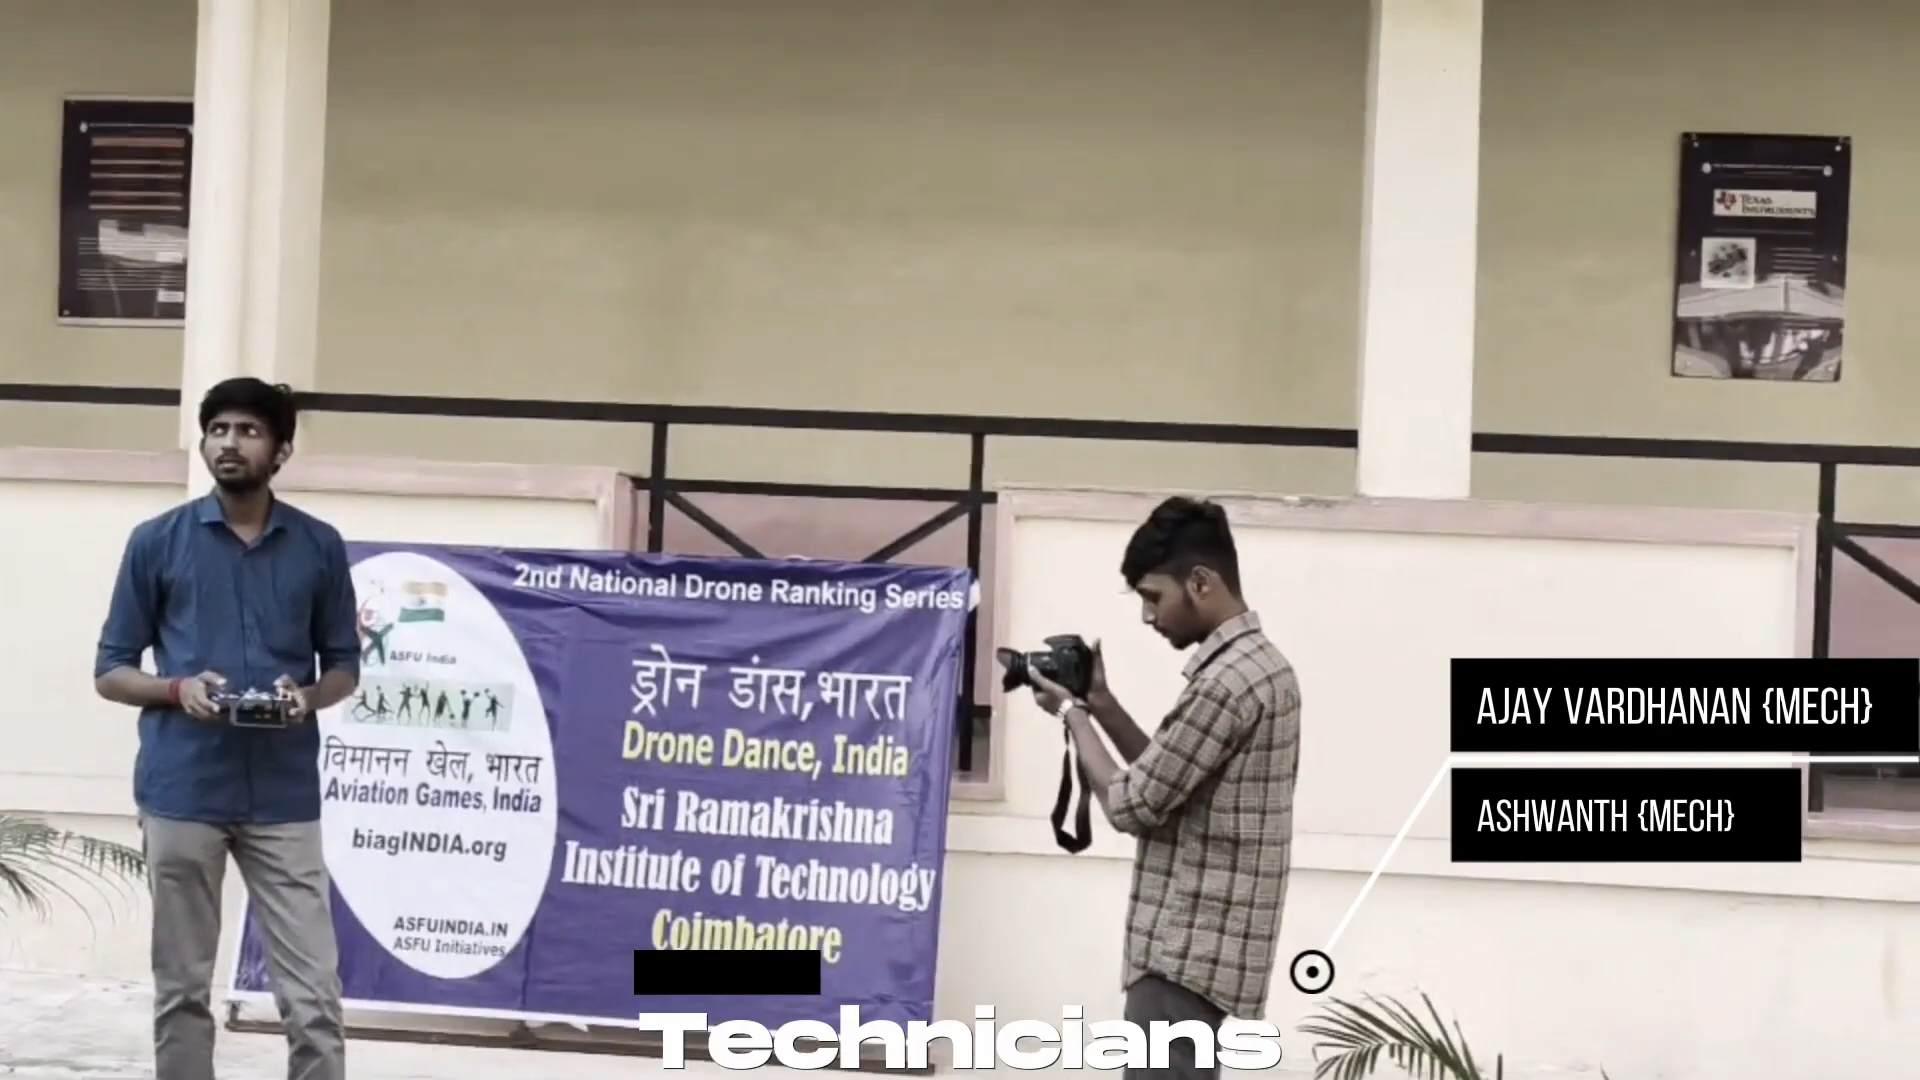 TEXAS
INSTRUMENTS
2nd National Drone Ranking Series
ASFU India
ड्रोन डांस,भारत
Drone Dance, India
विमानन खेल, भारत
Aviation Games, India
biagINDIA.org
Sri Ramakrishna
Institute of Technology
Coimbatore
ASFUINDIA.IN
ASFU Initiatives
AJAY VARDHANAN {MECH}
ASHWANTH {MECH}
Technicians